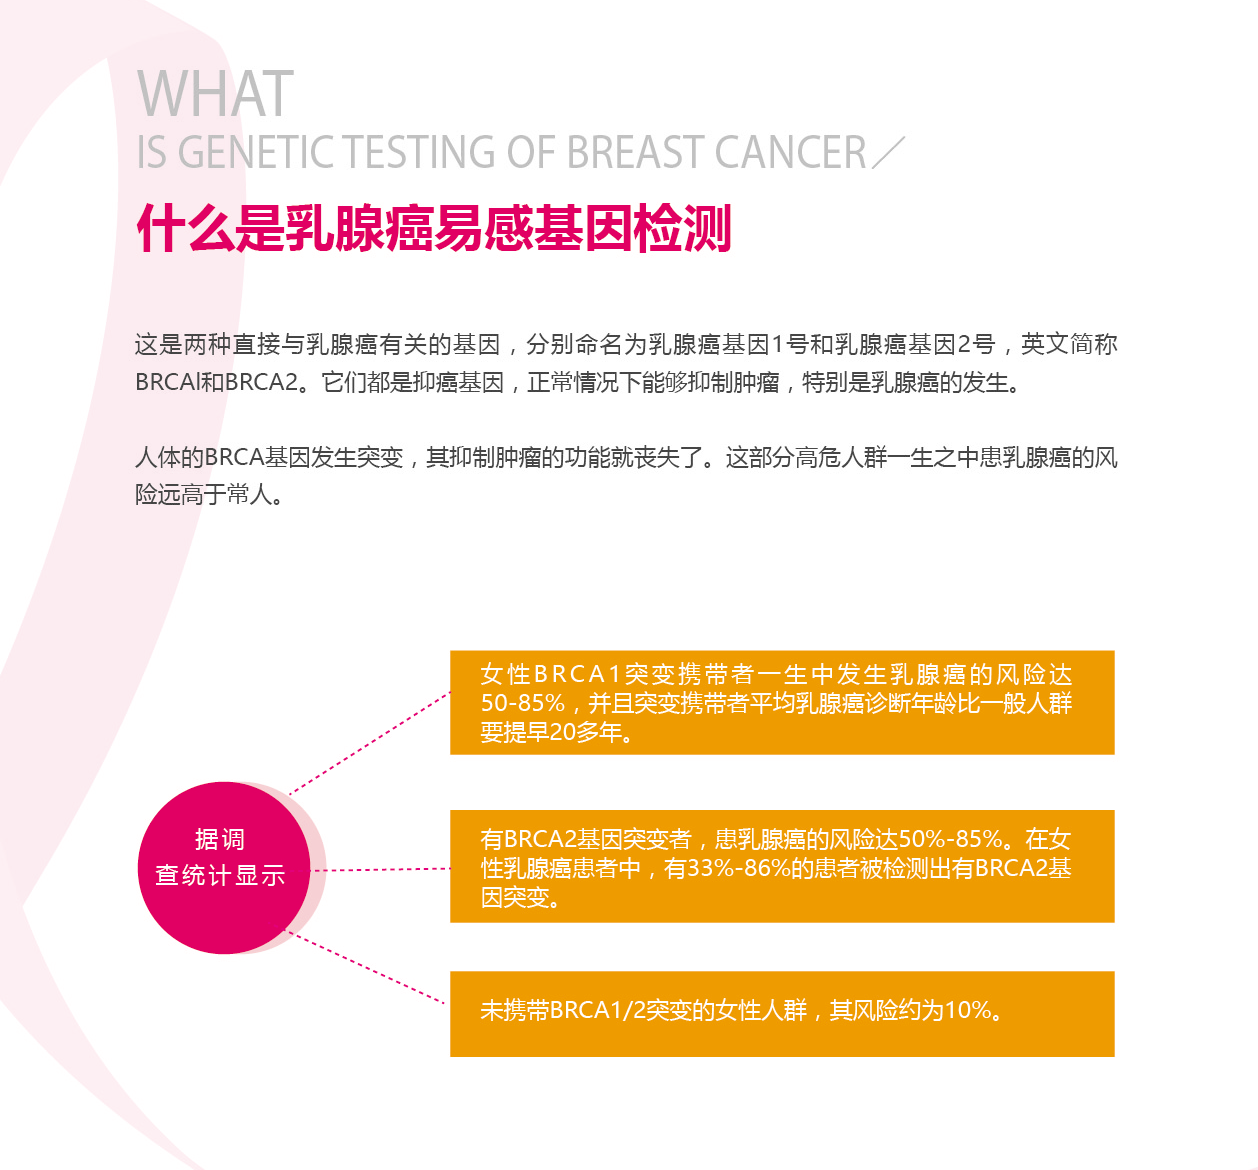 WHAT
IS GENETIC TESTING OF BREAST CANCER／
什么是乳腺癌易感基因检测
这是两种直接与乳腺癌有关的基因，分别命名为乳腺癌基因1号和乳腺癌基因2号，英文简称
BRCAl和BRCA2。它们都是抑癌基因，正常情况下能够抑制肿瘤，特别是乳腺癌的发生。
人体的BRCA基因发生突变，其抑制肿瘤的功能就丧失了。这部分高危人群一生之中患乳腺癌的风
险远高于常人。
女性BRCA1突变携带者一生中发生乳腺癌的风险达
50-85%，并且突变携带者平均乳腺癌诊断年龄比一般人群
要提早20多年。
据调
查统计显示
有BRCA2基因突变者，患乳腺癌的风险达50%-85%。在女
性乳腺癌患者中，有33%-86%的患者被检测出有BRCA2基
因突变。
未携带BRCA1/2突变的女性人群，其风险约为10%。